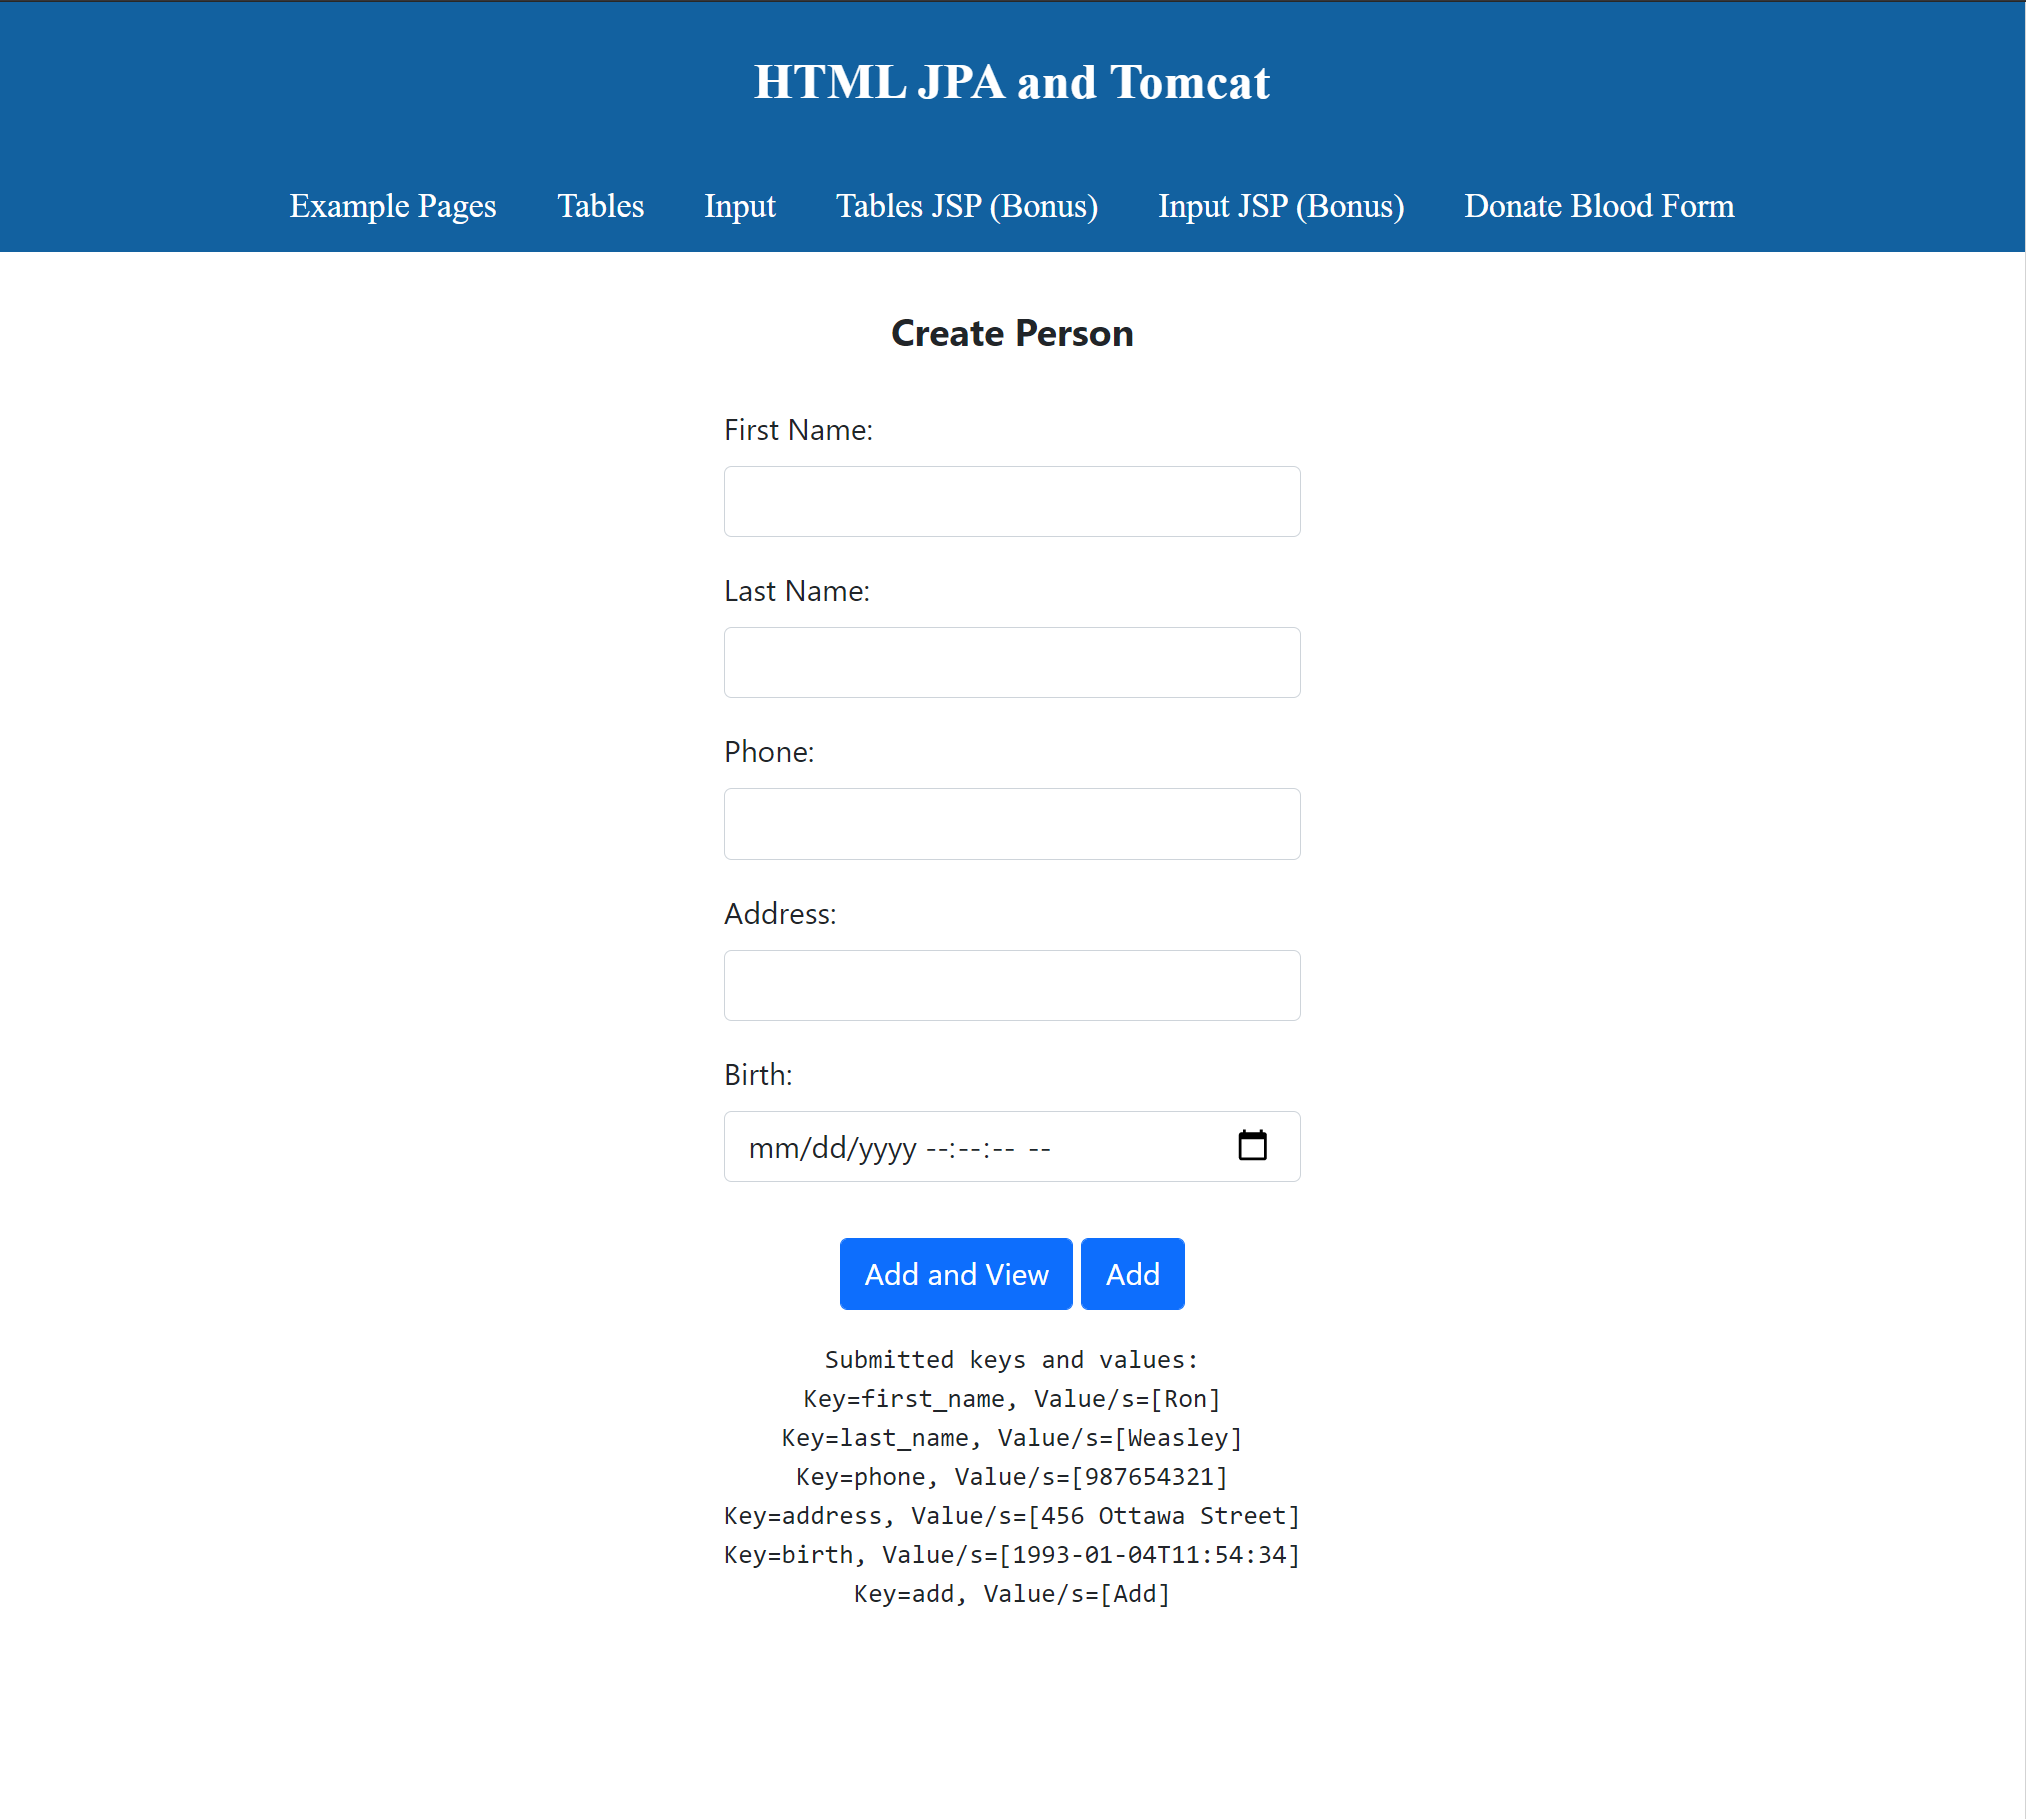 HTML JPA and Tomcat
Example Pages Tables Input Tables JSP (Bonus) Input JSP (Bonus) Donate Blood Form
Create Person
First Name:
Last Name:
Phone:
Address:
Birth:
mm/dd/yyyy --:--:-- --
Add and View Add
Submitted keys and values:
Key=first_name, Value/s=[Ron]
Key=last_name, Value/s=[Weasley]
Key=phone, Value/s=[987654321]
Key=address, Value/s=[456 Ottawa Street]
Key=birth, Value/s=[1993-01-04T11:54:34]
Key=add, Value/s=[Add]